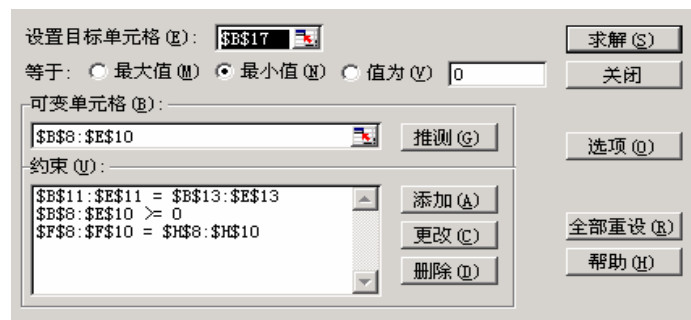 设置目标单元格(E): $B$17 求解(S)
等于: 最大值(M) 最小值(N) 值为(V) 0 关闭
可变单元格(B):
$B$8:$E$10 推测(G) 选项(O)
约束(U):
$B$11:$E$11 = $B$13:$E$13 添加(A)
$B$8:$E$10 >= 0
$F$8:$F$10 = $H$8:$H$10 更改(C) 全部重设(R)
删除(D) 帮助(H)